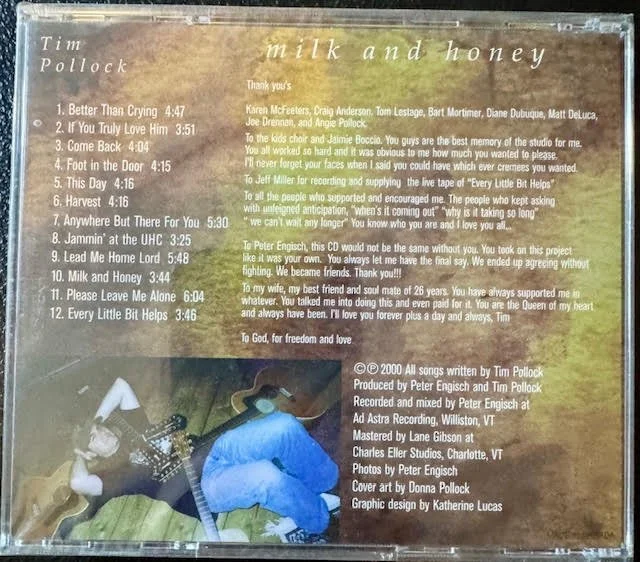 Tim
Pollock
milk and honey
1. Better Than Crying 4:47
2. If You Truly Love Him 3:51
3. Come Back 4:04
4. Foot in the Door 4:15
5. This Day 4:16
6. Harvest 4:16
7. Anywhere But There For You 5:30
8. Jammin' at the UHC 3:25
9. Lead Me Home Lord 5:48
10. Milk and Honey 3:44
11. Please Leave Me Alone 6:04
12. Every Little Bit Helps 3:46
Thank you's
Karen McFeeters, Craig Anderson, Tom Lestage, Bart Mortimer, Diane Dubuque, Matt DeLuca,
Joe Drennan, and Angie Pollock.
To the kids choir and Jaimie Boccio. You guys are the best memory of the studio for me.
You all worked so hard and it was obvious to me how much you wanted to please.
I'll never forget your faces when I said you could have which ever cremees you wanted.
To Jeff Miller for recording and supplying the live tape of "Every Little Bit Helps"
To all the people who supported and encouraged me. The people who kept asking
with unfeigned anticipation, "when's it coming out" "why is it taking so long"
" we can't wait any longer" You know who you are and I love you all...
To Peter Engisch, this CD would not be the same without you. You took on this project
like it was your own. You always let me have the final say. We ended up agreeing without
fighting. We became friends. Thank you!!!
To my wife, my best friend and soul mate of 26 years. You have always supported me in
whatever. You talked me into doing this and even paid for it. You are the Queen of my heart
and always have been. I'll love you forever plus a day and always, Tim
To God, for freedom and love
©℗ 2000 All songs written by Tim Pollock
Produced by Peter Engisch and Tim Pollock
Recorded and mixed by Peter Engisch at
Ad Astra Recording, Williston, VT
Mastered by Lane Gibson at
Charles Eller Studios, Charlotte, VT
Photos by Peter Engisch
Cover art by Donna Pollock
Graphic design by Katherine Lucas